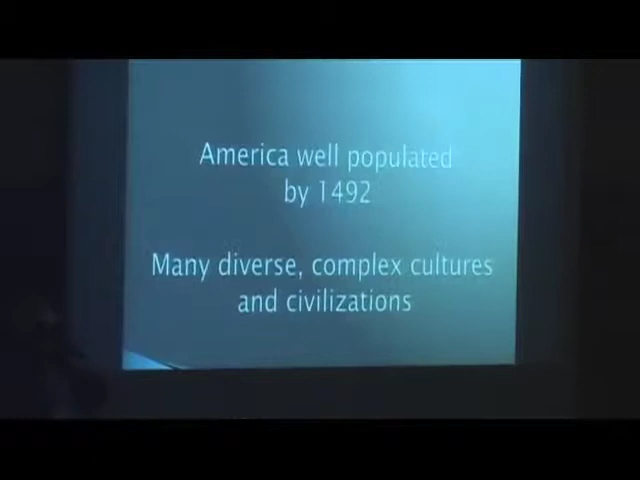 America well populated
by 1492
Many diverse, complex cultures
and civilizations